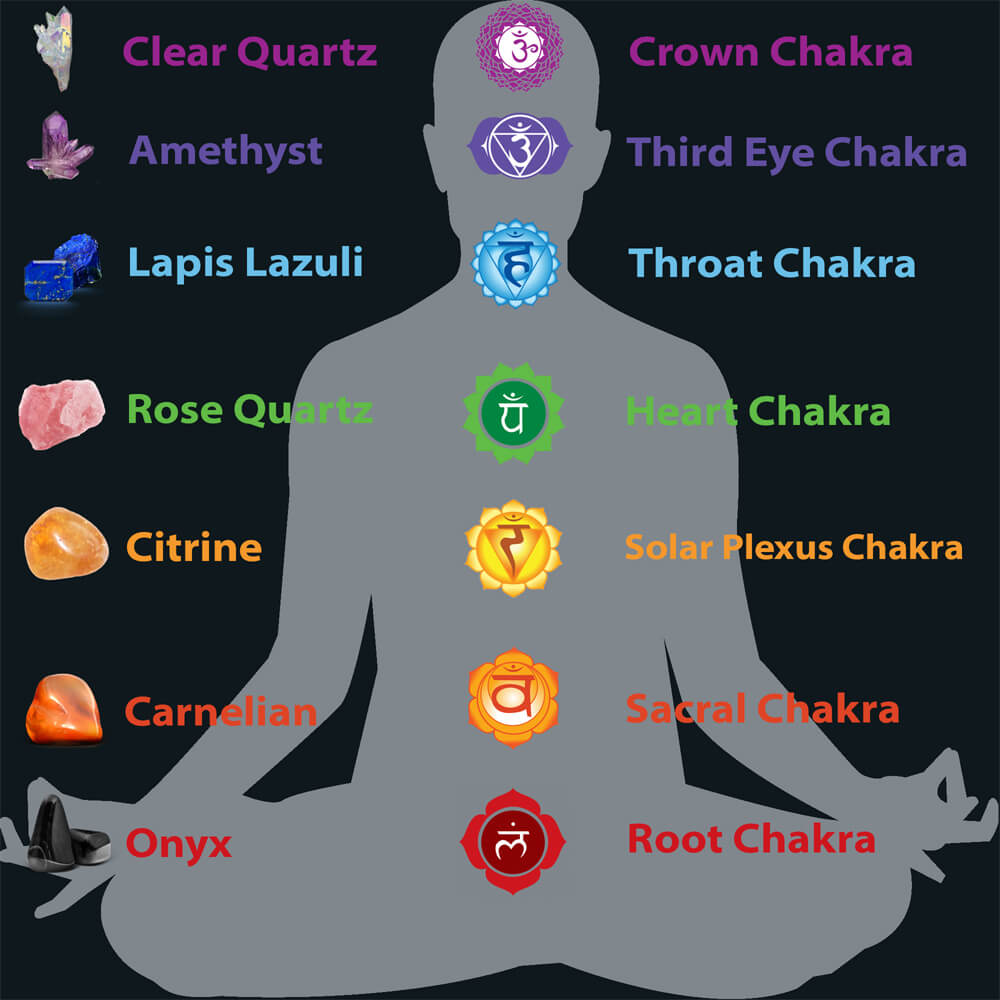 Clear Quartz ॐ Crown Chakra
Amethyst Third Eye Chakra
Lapis Lazuli हं Throat Chakra
Rose Quartz यं Heart Chakra
Citrine रं Solar Plexus Chakra
Carnelian वं Sacral Chakra
Onyx लं Root Chakra